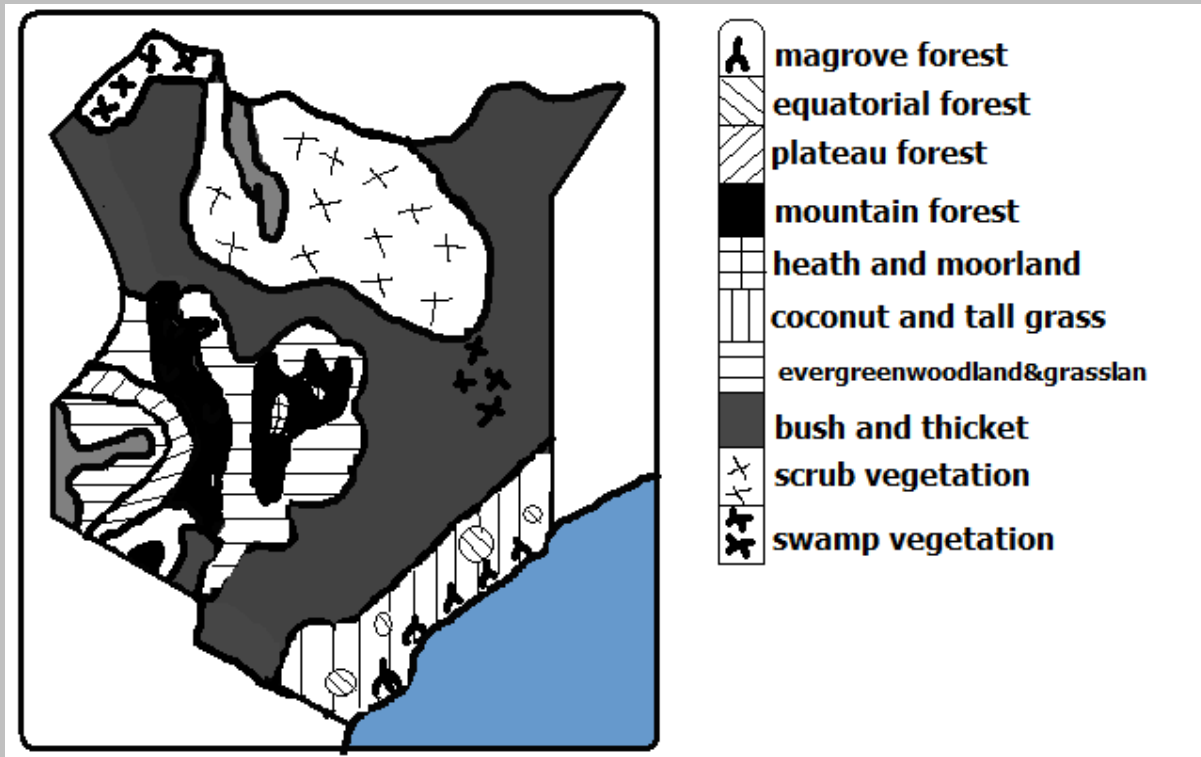 magrove forest
equatorial forest
plateau forest
mountain forest
heath and moorland
coconut and tall grass
evergreenwoodland&grasslan
bush and thicket
scrub vegetation
swamp vegetation